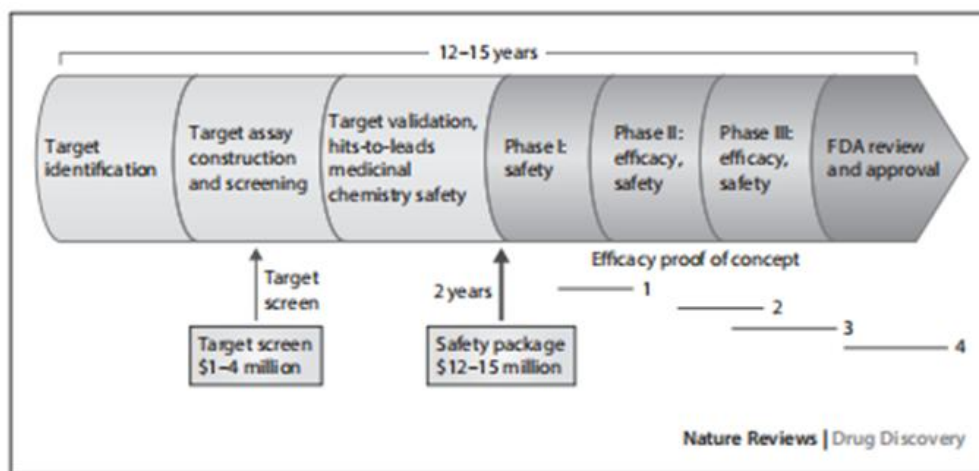 12–15 years
Target
identification
Target assay
construction
and screening
Target validation,
hits-to-leads
medicinal
chemistry safety
Phase I:
safety
Phase II:
efficacy,
safety
Phase III:
efficacy,
safety
FDA review
and approval
Target
screen
Target screen
$1–4 million
2 years
Safety package
$12–15 million
Efficacy proof of concept
1
2
3
4
Nature Reviews | Drug Discovery